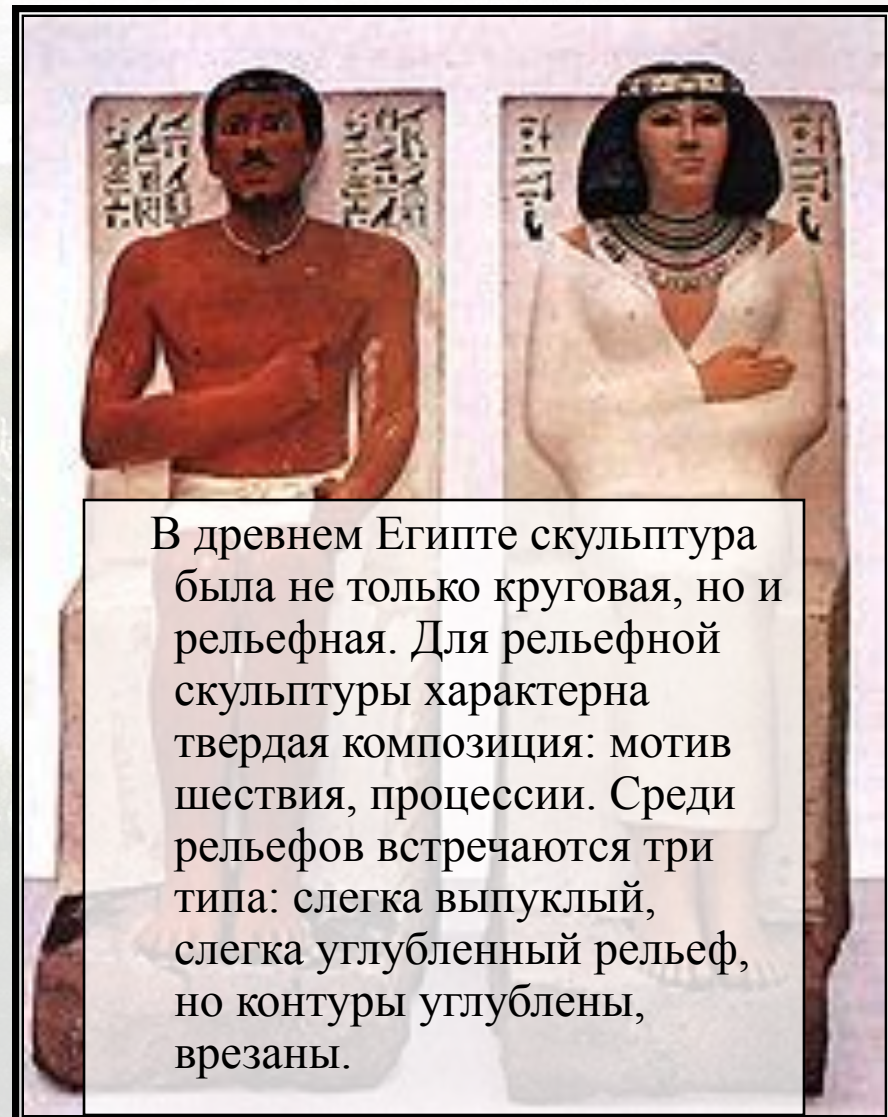 В древнем Египте скульптура
была не только круговая, но и
рельефная. Для рельефной
скульптуры характерна
твердая композиция: мотив
шествия, процессии. Среди
рельефов встречаются три
типа: слегка выпуклый,
слегка углубленный рельеф,
но контуры углублены,
врезаны.